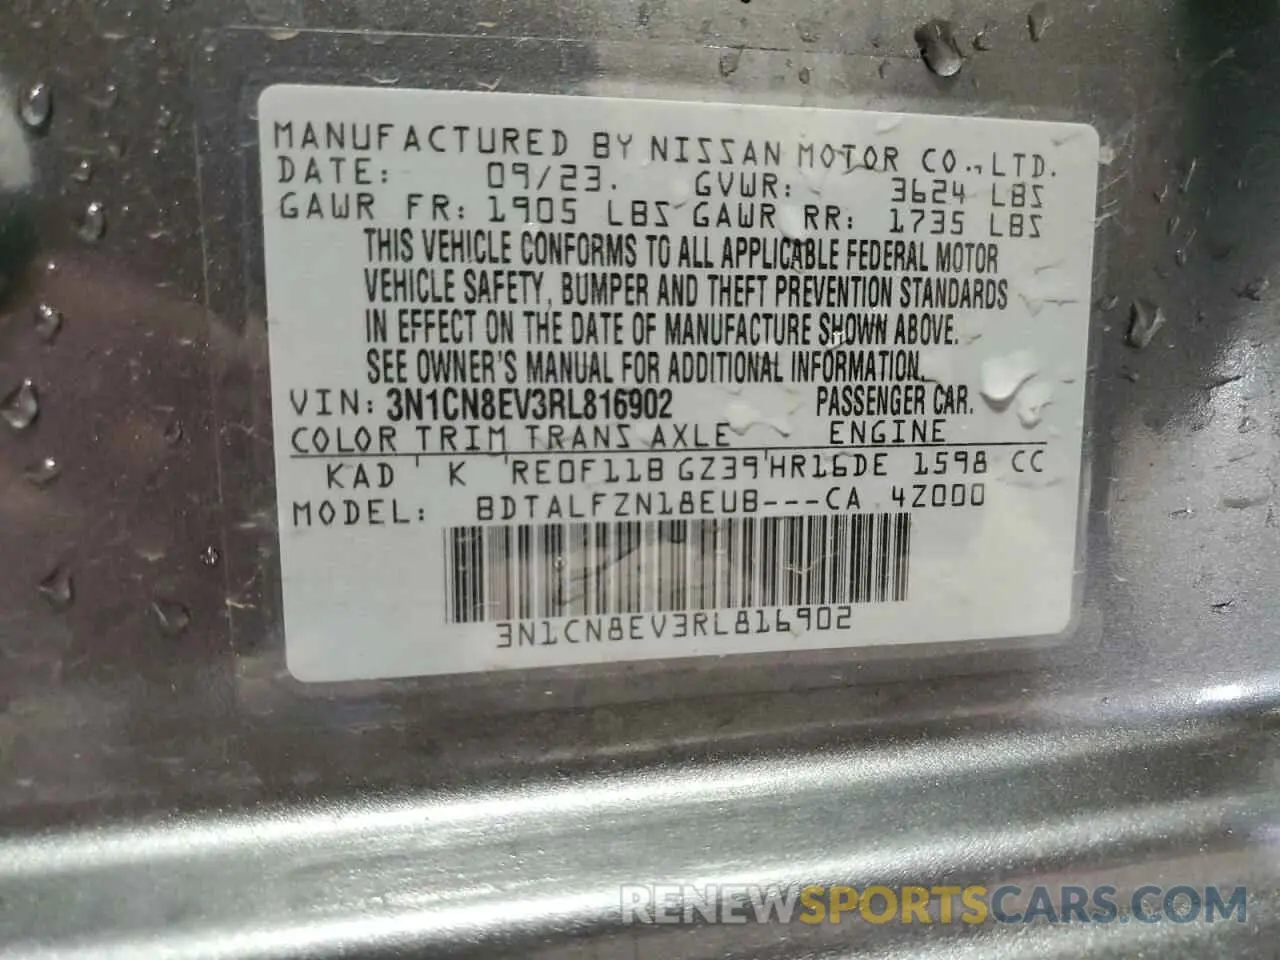 MANUFACTURED BY NISSAN MOTOR CO.,LTD.
DATE: 09/23. GVWR: 3624 LBS
GAWR FR: 1905 LBS GAWR RR: 1735 LBS
THIS VEHICLE CONFORMS TO ALL APPLICABLE FEDERAL MOTOR
VEHICLE SAFETY, BUMPER AND THEFT PREVENTION STANDARDS
IN EFFECT ON THE DATE OF MANUFACTURE SHOWN ABOVE.
SEE OWNER'S MANUAL FOR ADDITIONAL INFORMATION.
VIN: 3N1CN8EV3RL816902 PASSENGER CAR.
COLOR TRIM TRANS AXLE ENGINE
KAD K RE0F11B GZ39 HR16DE 1598 CC
MODEL: BDTALFZN18EUB---CA 4Z000
3N1CN8EV3RL816902
RENEWSPORTSCARS.COM